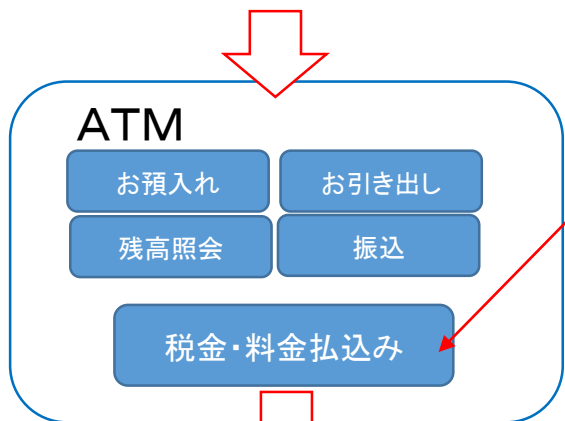 ATM
お預入れ
お引き出し
残高照会
振込
税金・料金払込み